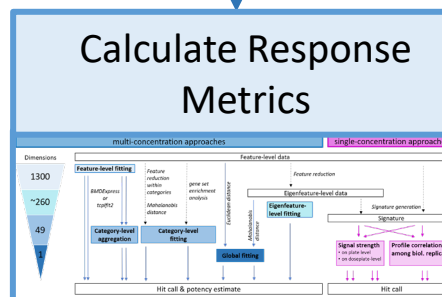 Calculate Response
Metrics
multi-concentration approaches
single-concentration approache
Dimensions
Feature-level data
1300
~260
49
1
Feature-level fitting
BMDExpress
or
tcplfit2
Feature
reduction
within
categories
Mahalanobis
distance
gene set
enrichment
analysis
Euclidean distance
Mahalanobis
distance
Feature reduction
Eigenfeature-level data
Eigenfeature-
level fitting
Signature generation
Signature
Category-level
aggregation
Category-level
fitting
Global fitting
Signal strength
• on plate level
• on doseplate-level
Profile correlation
among biol. replic
Hit call & potency estimate
Hit call